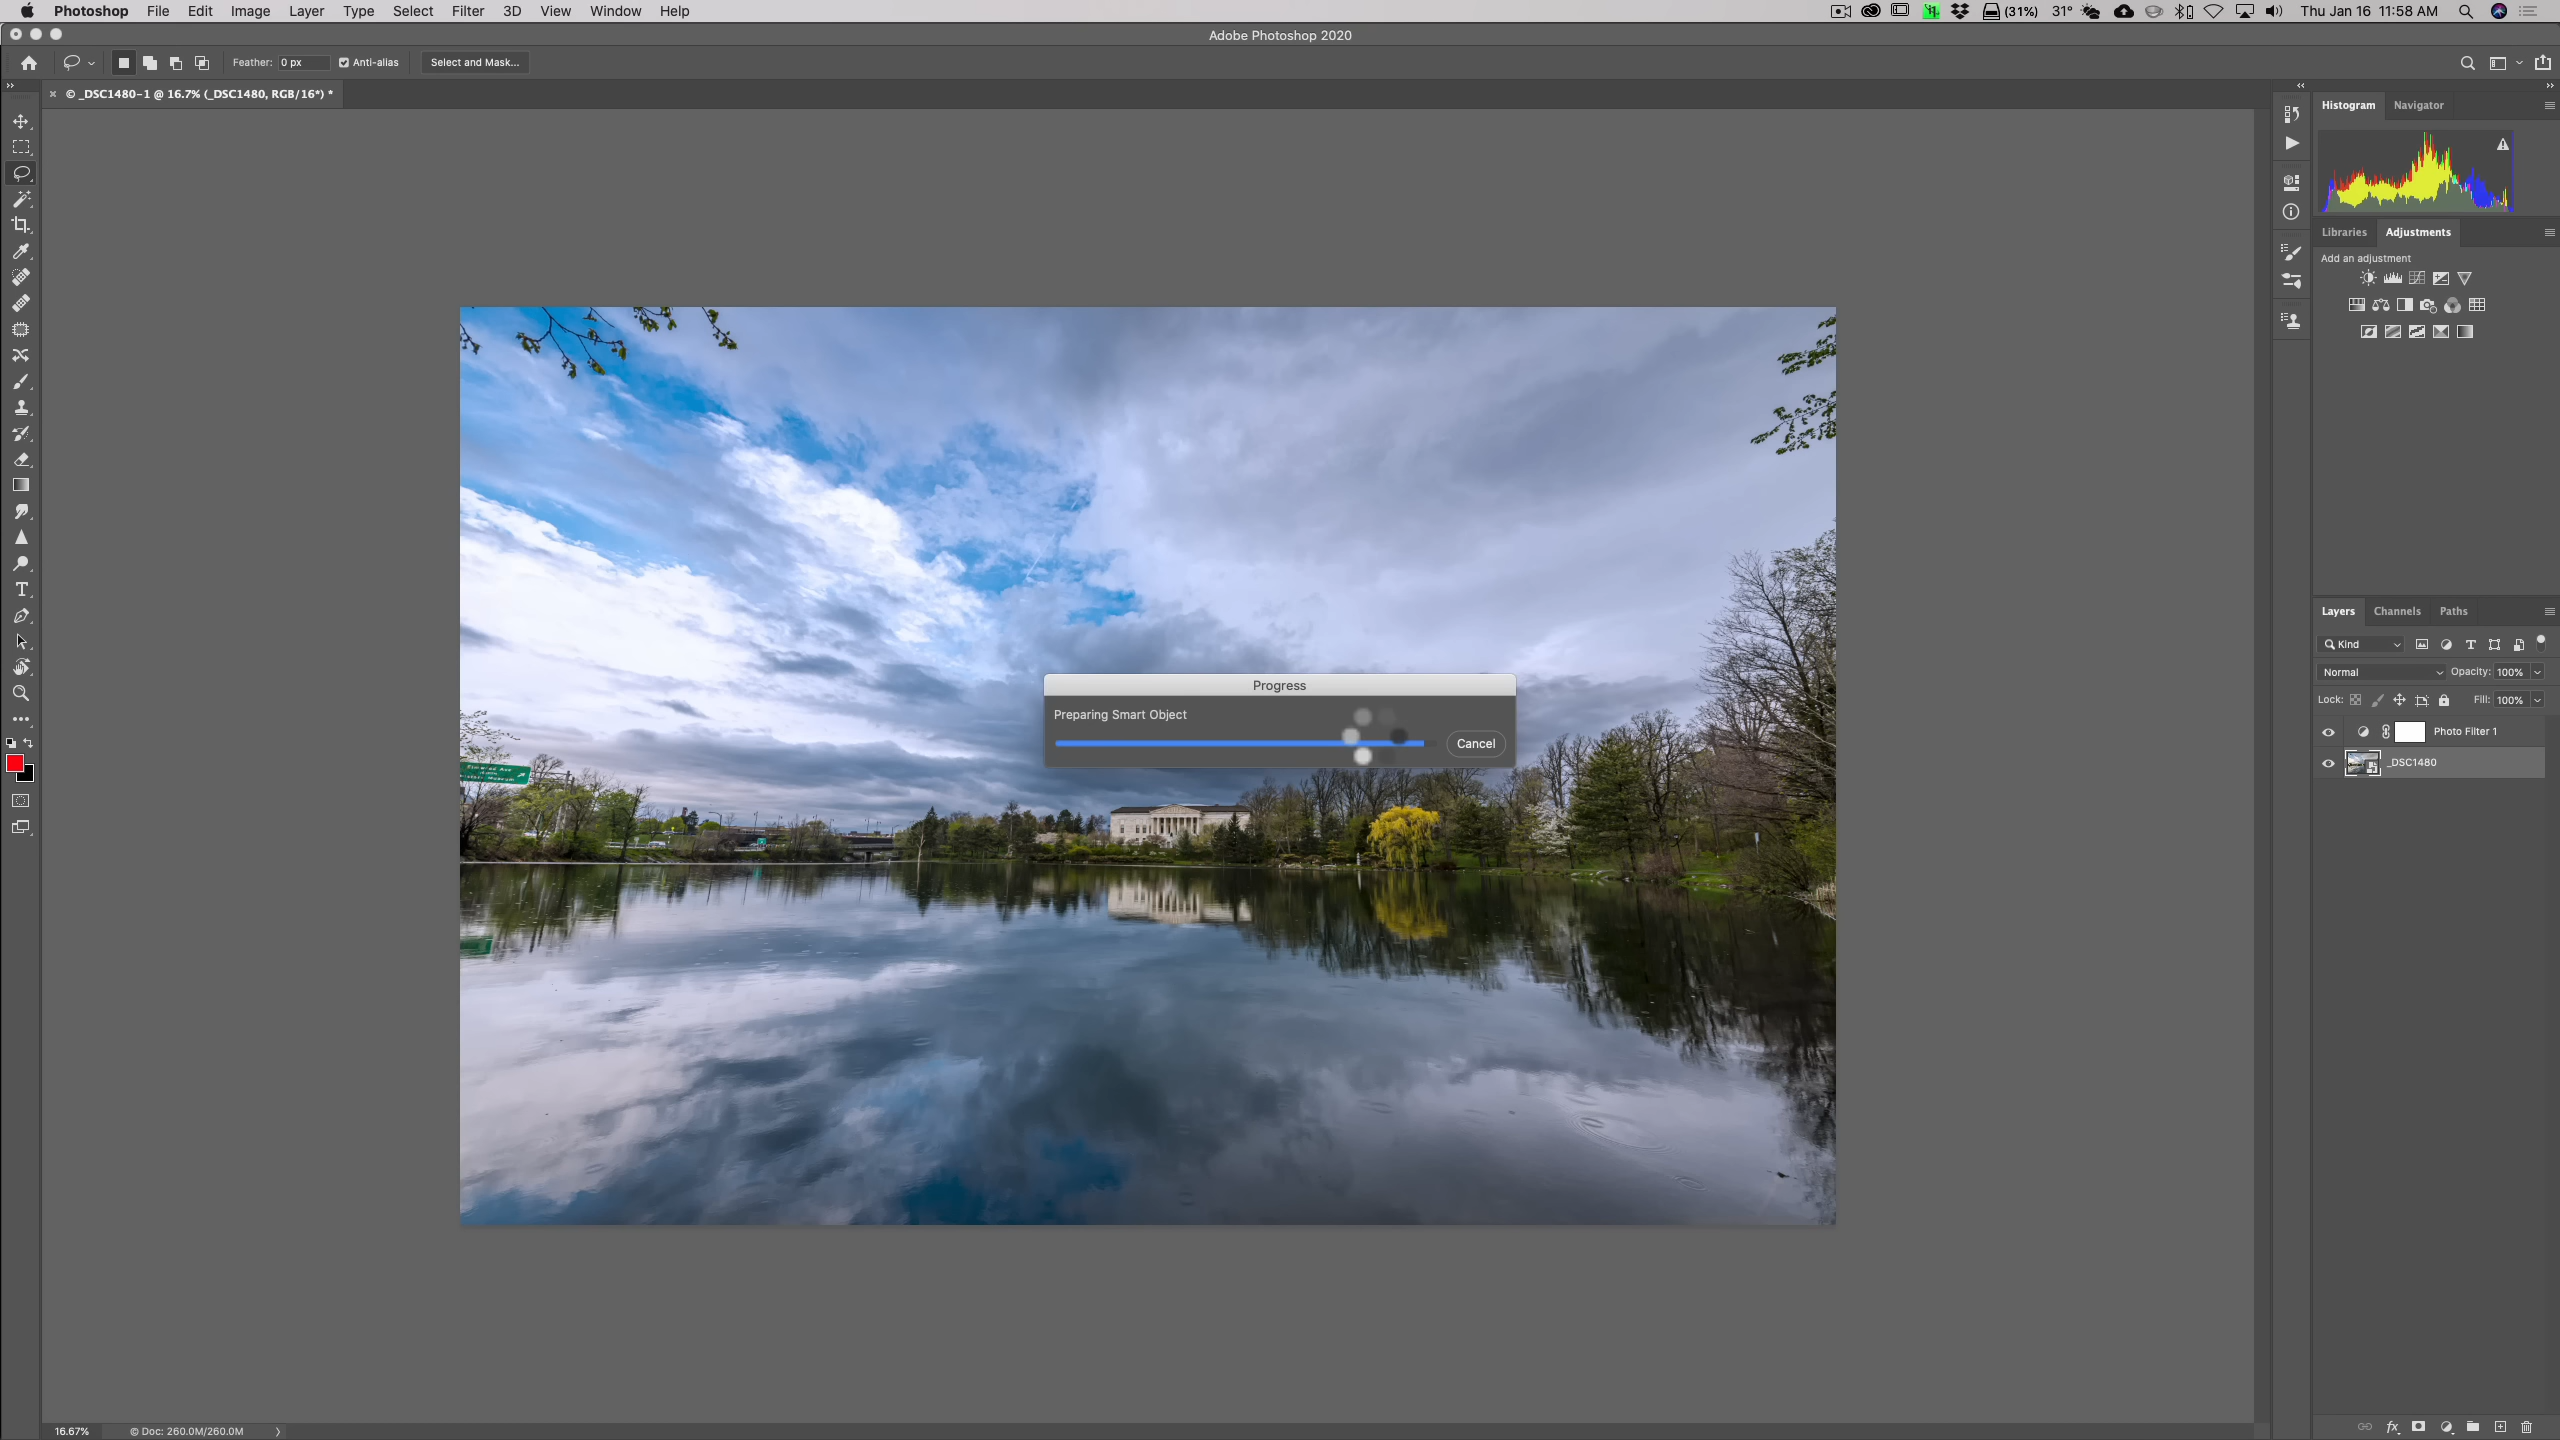 Photoshop File Edit Image Layer Type Select Filter 3D View Window Help (31%) 31° Thu Jan 16 11:58 AM
Adobe Photoshop 2020
Feather: 0 px Anti-alias Select and Mask...
× © _DSC1480-1 @ 16.7% (_DSC1480, RGB/16*) *
Histogram Navigator
Libraries Adjustments
Add an adjustment
Progress
Preparing Smart Object
Cancel
Elmwood Ave
Layers Channels Paths
Kind
Normal Opacity: 100%
Lock: Fill: 100%
Photo Filter 1
_DSC1480
16.67% © Doc: 260.0M/260.0M